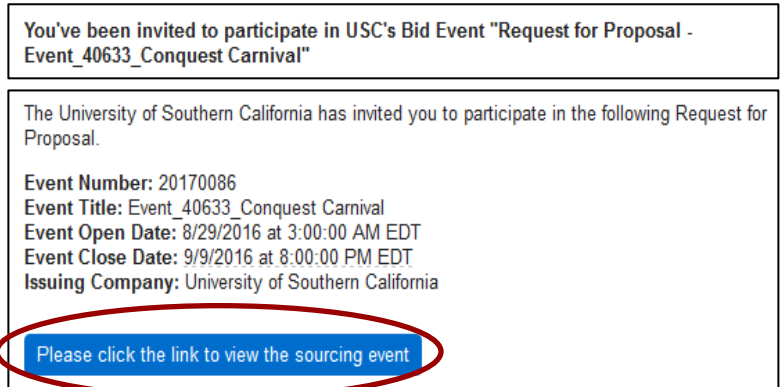 You've been invited to participate in USC's Bid Event "Request for Proposal -
Event_40633_Conquest Carnival"
The University of Southern California has invited you to participate in the following Request for
Proposal.
Event Number: 20170086
Event Title: Event_40633_Conquest Carnival
Event Open Date: 8/29/2016 at 3:00:00 AM EDT
Event Close Date: 9/9/2016 at 8:00:00 PM EDT
Issuing Company: University of Southern California
Please click the link to view the sourcing event